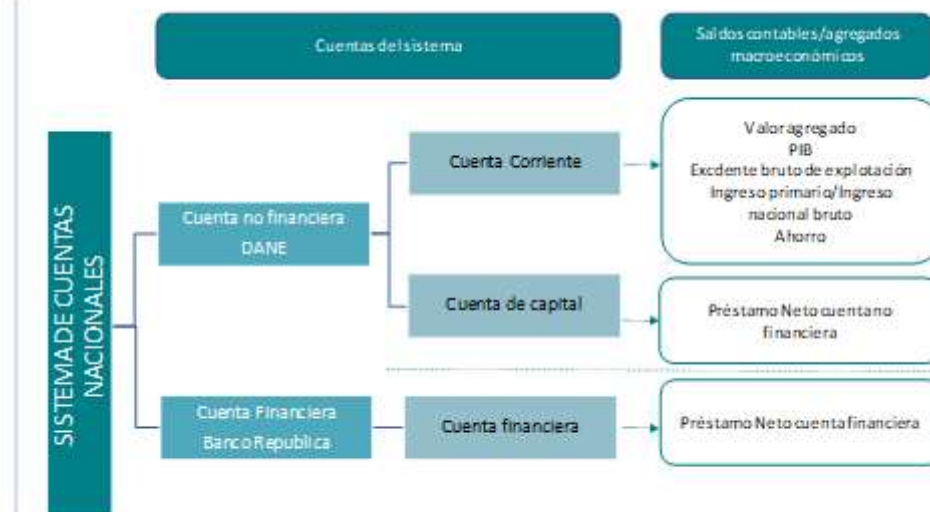 Cuentas del sistema
Saldos contables/agregados
macroeconómicos
SISTEMA DE CUENTAS
NACIONALES
Cuenta no financiera
DANE
Cuenta Corriente
Valor agregado
PIB
Excdente bruto de explotación
Ingreso primario/Ingreso
nacional bruto
Ahorro
Cuenta de capital
Préstamo Neto cuenta no
financiera
Cuenta Financiera
Banco Republica
Cuenta financiera
Préstamo Neto cuenta financiera